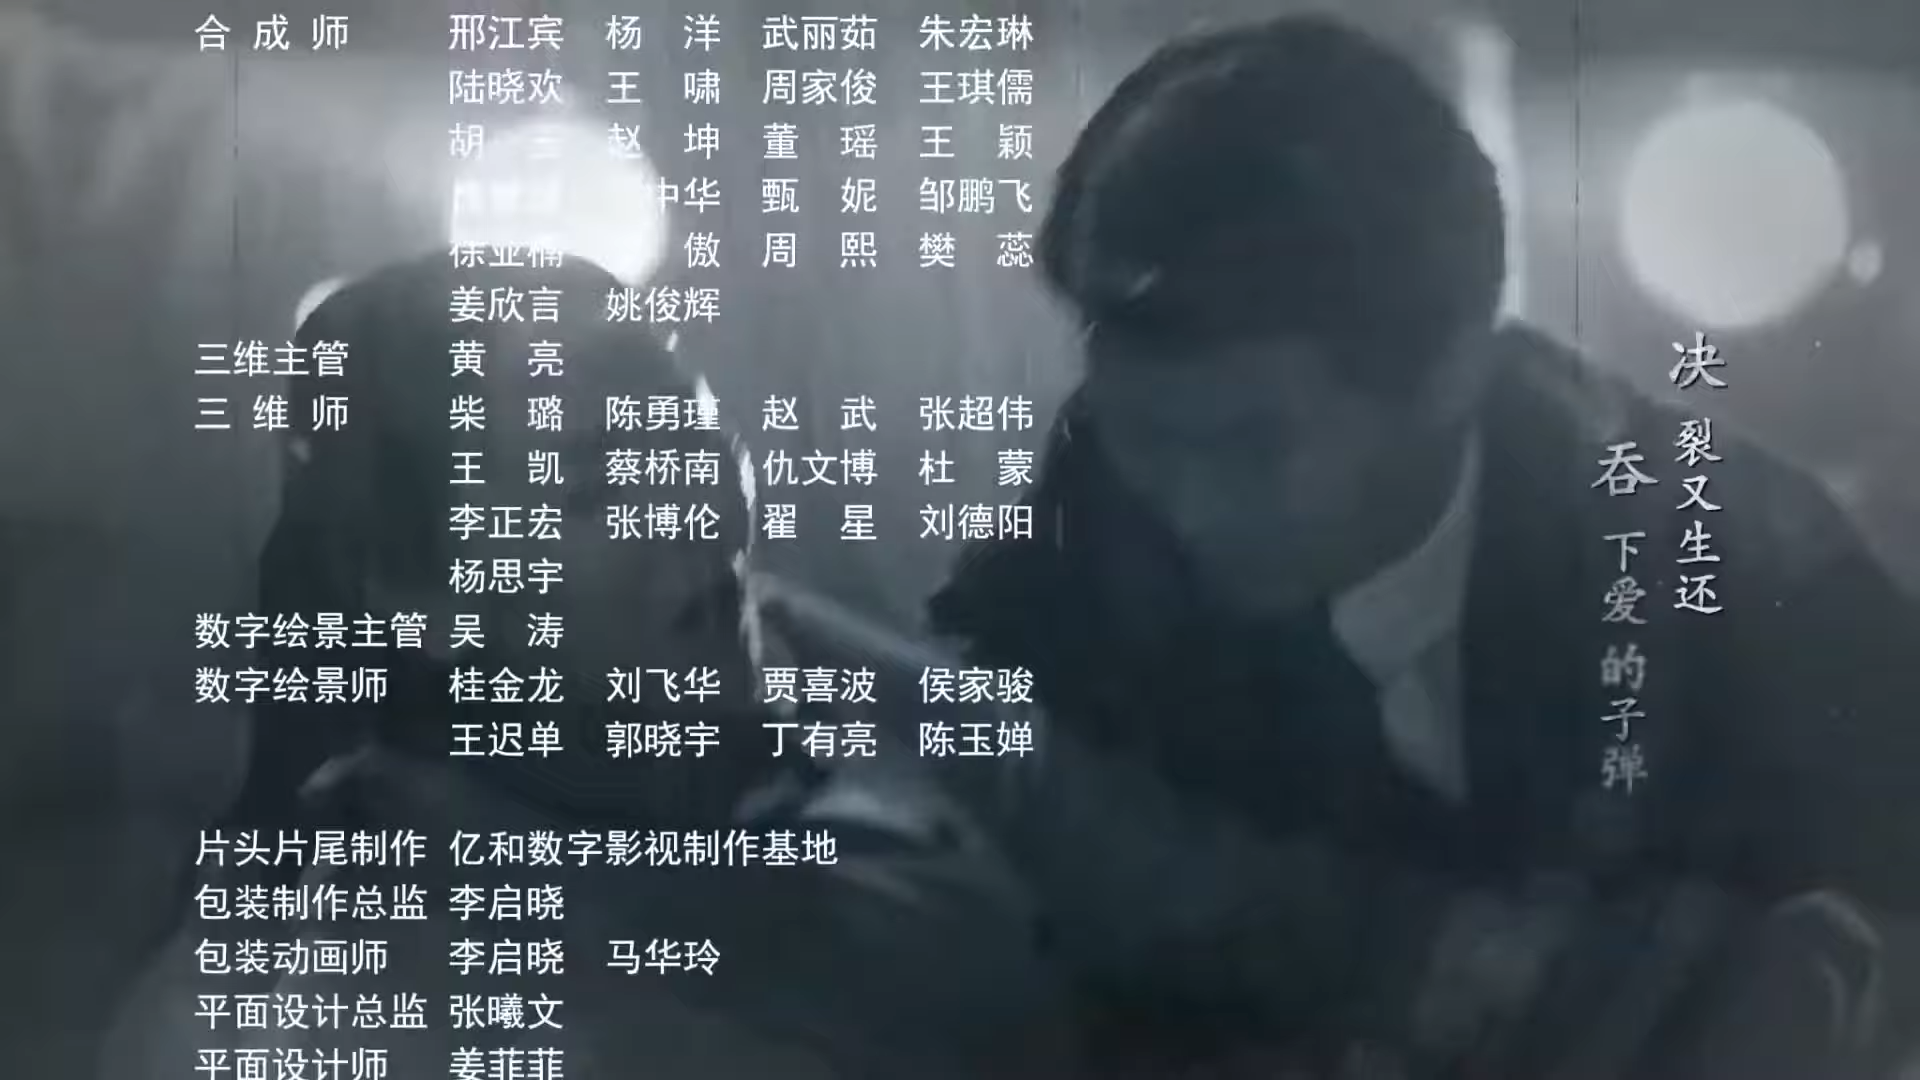 合成师 邢江宾 杨洋 武丽茹 朱宏琳
陆晓欢 王啸 周家俊 王琪儒
胡 赵坤 董瑶 王颖
中华 甄妮 邹鹏飞
徐亚楠 傲 周熙 樊蕊
姜欣言 姚俊辉
三维主管 黄亮
三维师 柴璐 陈勇瑾 赵武 张超伟
王凯 蔡桥南 仇文博 杜蒙
李正宏 张博伦 翟星 刘德阳
杨思宇
数字绘景主管 吴涛
数字绘景师 桂金龙 刘飞华 贾喜波 侯家骏
王迟单 郭晓宇 丁有亮 陈玉婵
片头片尾制作 亿和数字影视制作基地
包装制作总监 李启晓
包装动画师 李启晓 马华玲
平面设计总监 张曦文
平面设计师 姜菲菲
决裂又生还
吞下爱的子弹